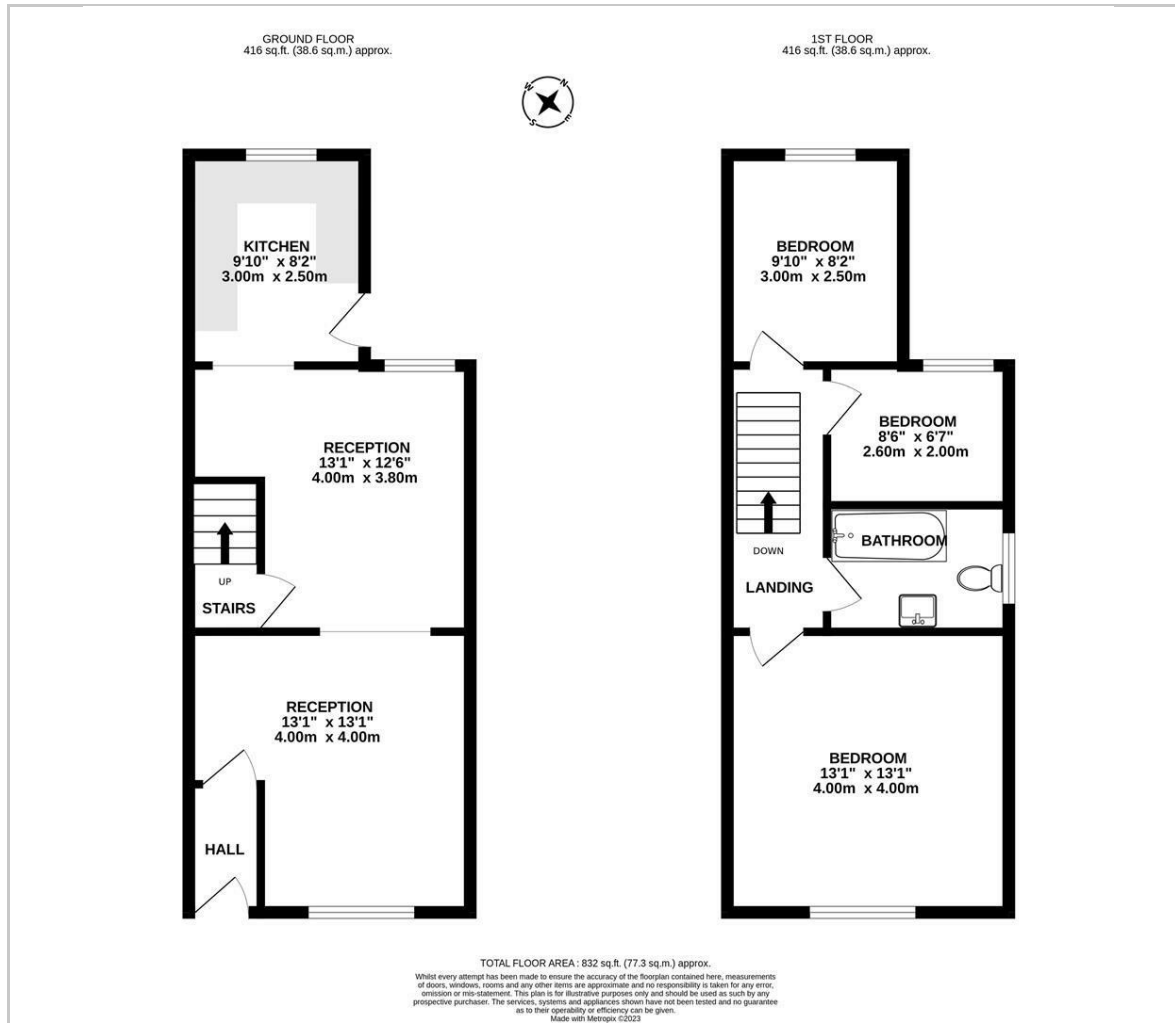 GROUND FLOOR
416 sq.ft. (38.6 sq.m.) approx.
1ST FLOOR
416 sq.ft. (38.6 sq.m.) approx.
N
W
E
S
KITCHEN
9'10" x 8'2"
3.00m x 2.50m
BEDROOM
9'10" x 8'2"
3.00m x 2.50m
RECEPTION
13'1" x 12'6"
4.00m x 3.80m
BEDROOM
8'6" x 6'7"
2.60m x 2.00m
BATHROOM
DOWN
LANDING
UP
STAIRS
RECEPTION
13'1" x 13'1"
4.00m x 4.00m
BEDROOM
13'1" x 13'1"
4.00m x 4.00m
HALL
TOTAL FLOOR AREA : 832 sq.ft. (77.3 sq.m.) approx.
Whilst every attempt has been made to ensure the accuracy of the floorplan contained here, measurements
of doors, windows, rooms and any other items are approximate and no responsibility is taken for any error,
omission or mis-statement. This plan is for illustrative purposes only and should be used as such by any
prospective purchaser. The services, systems and appliances shown have not been tested and no guarantee
as to their operability or efficiency can be given.
Made with Metropix ©2023